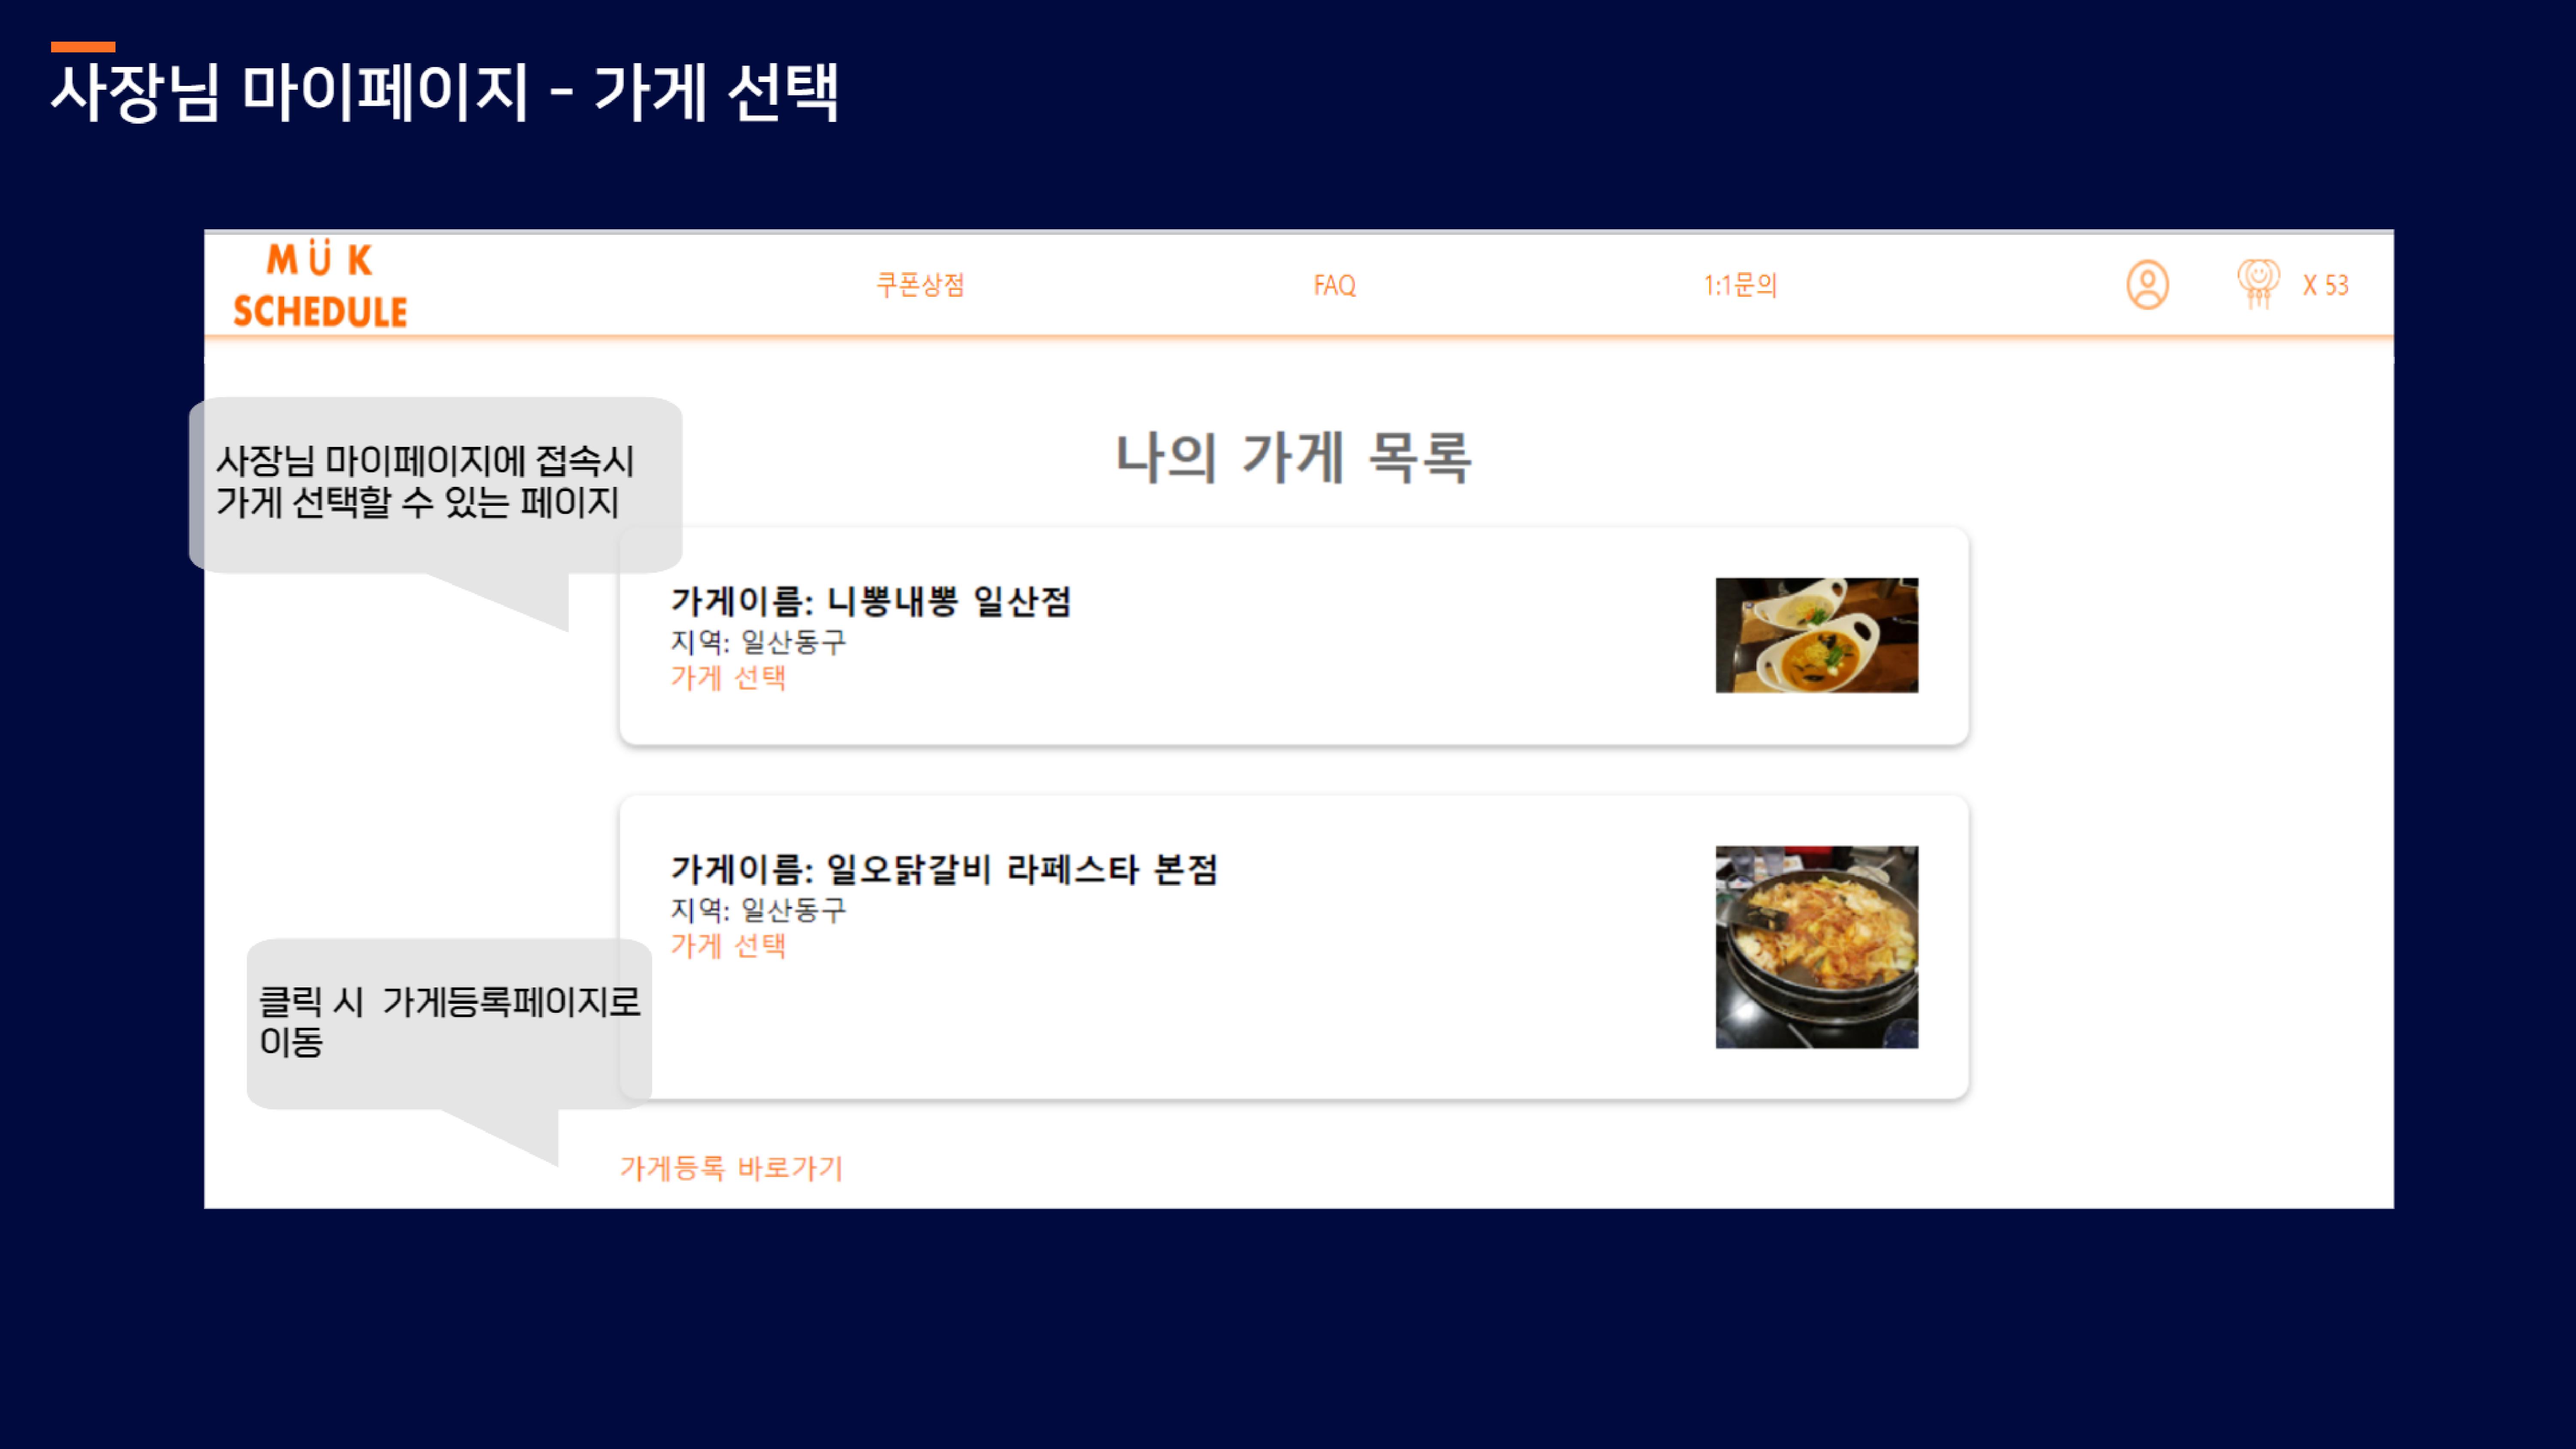 사장님 마이페이지 - 가게 선택
MÜK
SCHEDULE
쿠폰상점
FAQ
1:1문의
X 53
사장님 마이페이지에 접속시
가게 선택할 수 있는 페이지
나의 가게 목록
가게이름: 니뽕내뽕 일산점
지역: 일산동구
가게 선택
가게이름: 일오닭갈비 라페스타 본점
지역: 일산동구
가게 선택
클릭 시 가게등록페이지로
이동
가게등록 바로가기